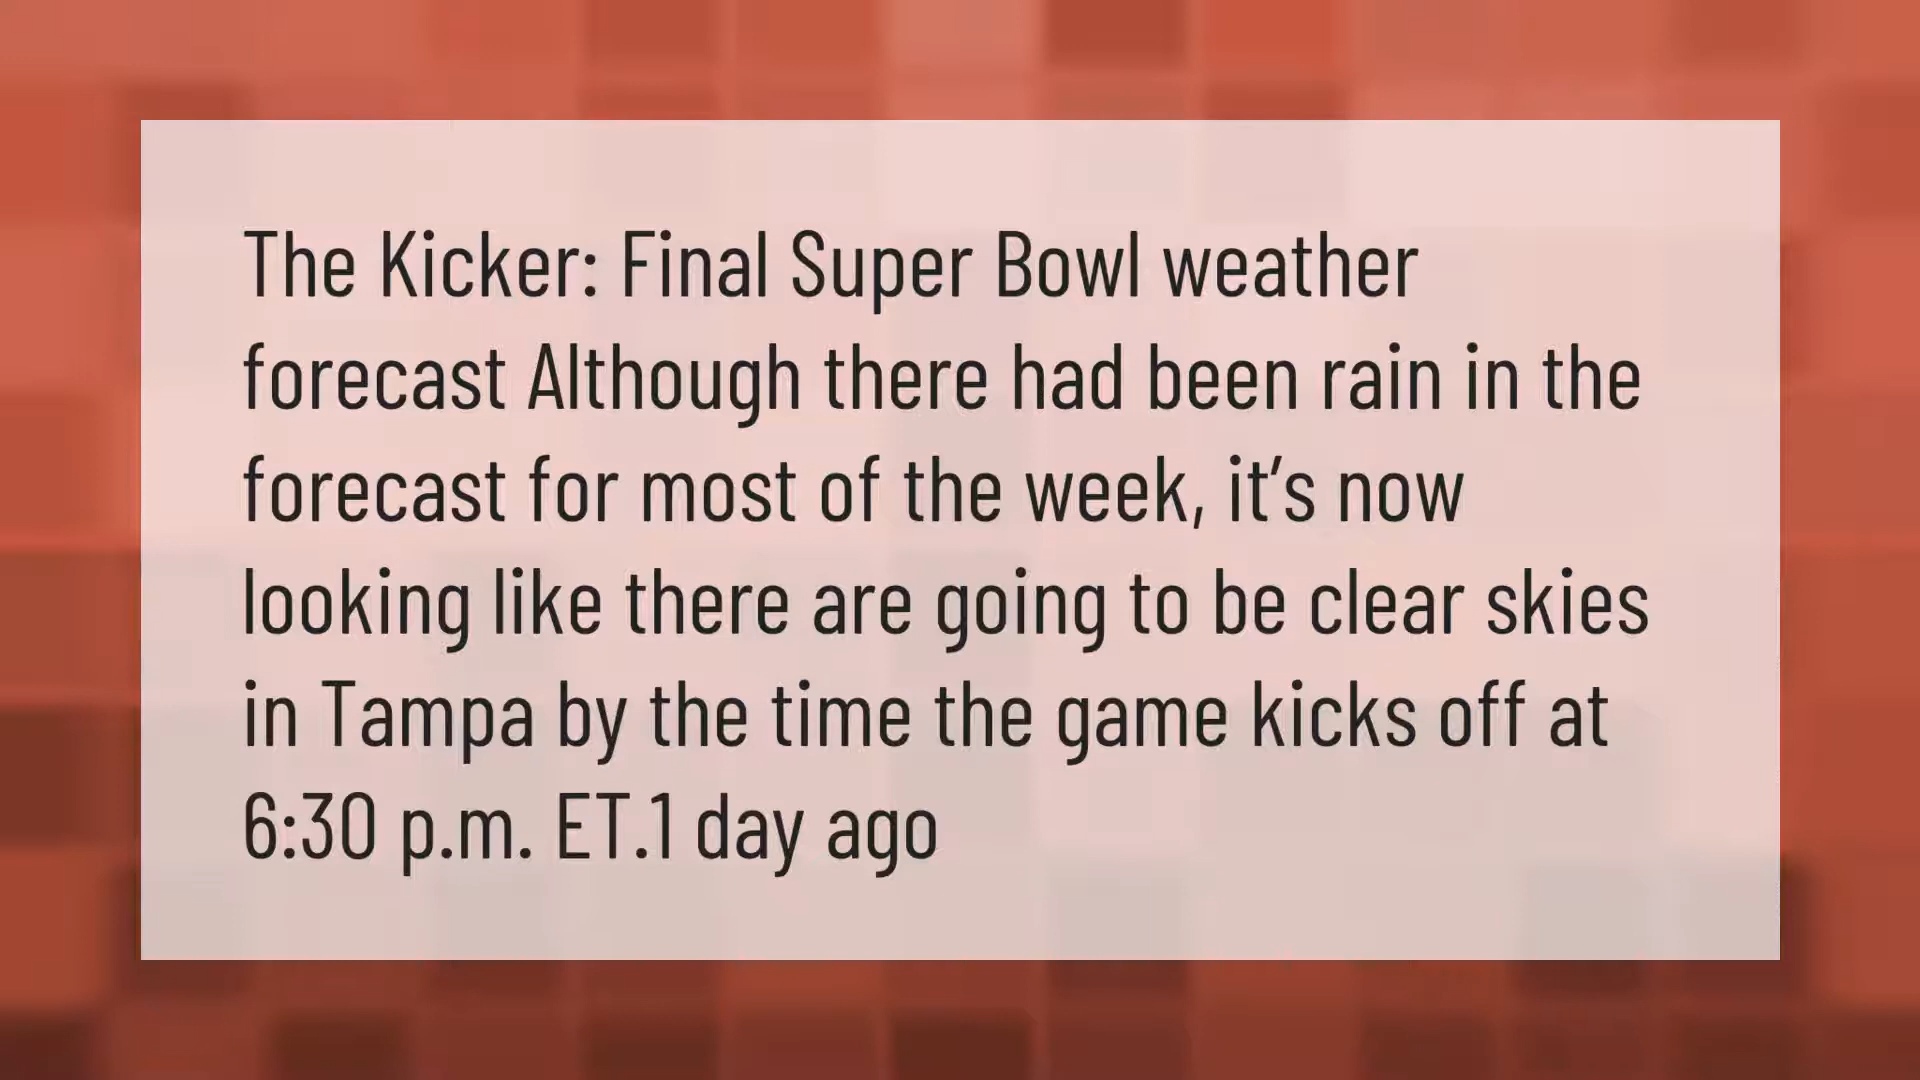 The Kicker: Final Super Bowl weather
forecast Although there had been rain in the
forecast for most of the week, it’s now
looking like there are going to be clear skies
in Tampa by the time the game kicks off at
6:30 p.m. ET.1 day ago